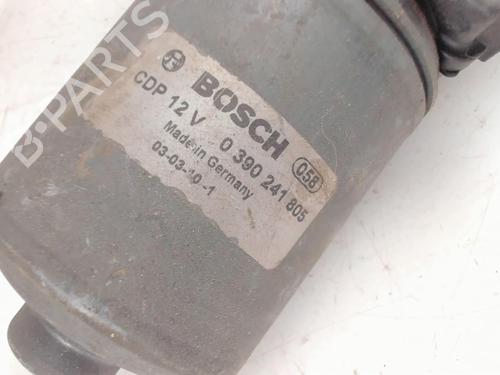 BOSCH
058
CDP 12 V 0 390 241 805
Made in Germany
03-03-10-1
B-PARTS